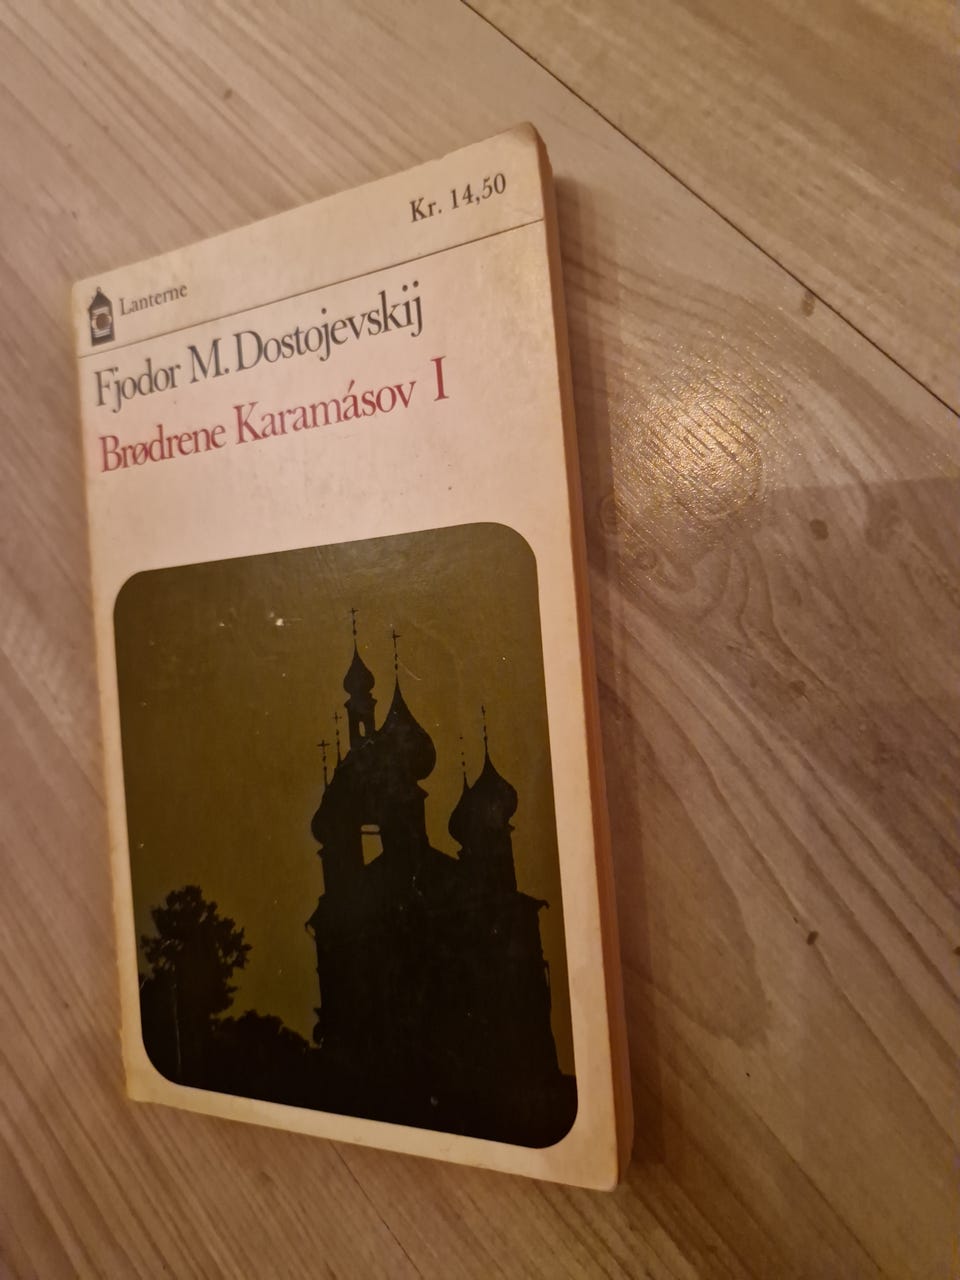 Kr. 14,50
Lanterne
Fjodor M. Dostojevskij
Brødrene Karamásov I